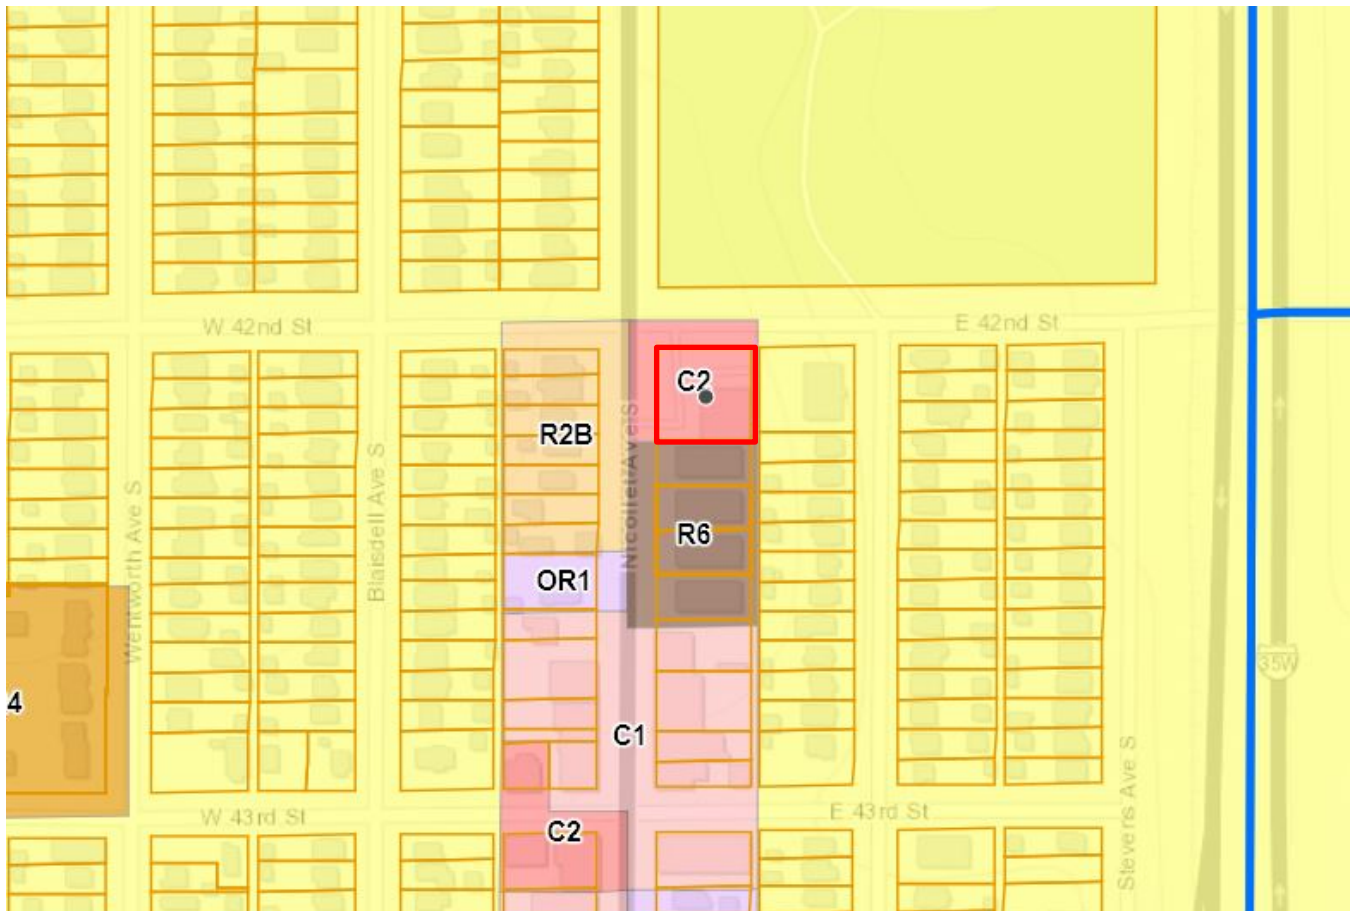 W 42nd St
E 42nd St
C2
R2B
Nicollet Ave S
Blaisdell Ave S
Wentworth Ave S
R6
OR1
35W
4
C1
Stevens Ave S
W 43rd St
E 43rd St
C2